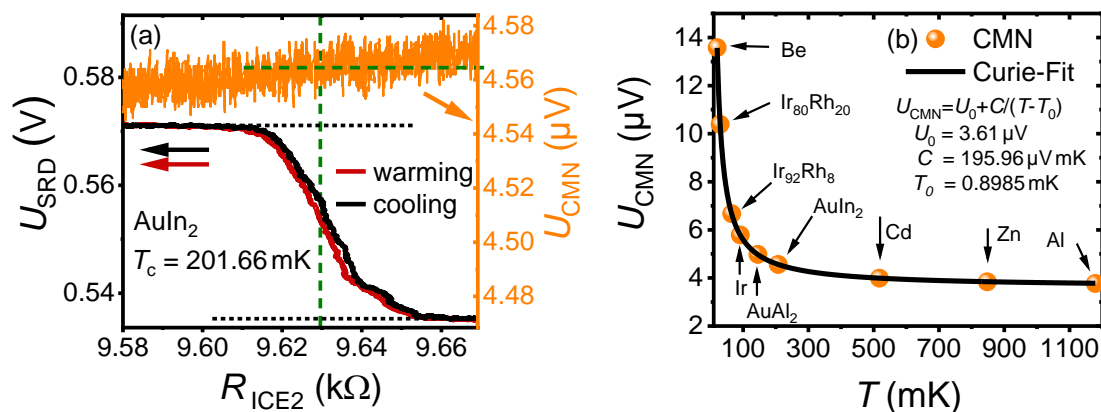 (a)
0.58
0.56
0.54
U_SRD (V)
AuIn₂
T_c = 201.66 mK
warming
cooling
9.58
9.60
9.62
9.64
9.66
R_ICE2 (kΩ)
4.58
4.56
4.54
4.52
4.50
4.48
U_CMN (µV)
(b)
14
12
10
8
6
4
2
U_CMN (µV)
CMN
Curie-Fit
U_CMN=U_0+C/(T-T_0)
U_0 = 3.61 µV
C = 195.96 µV mK
T_0 = 0.8985 mK
Be
Ir₈₀Rh₂₀
Ir₉₂Rh₈
AuIn₂
Cd
Zn
Al
Ir
AuAl₂
100
300
500
700
900
1100
T (mK)